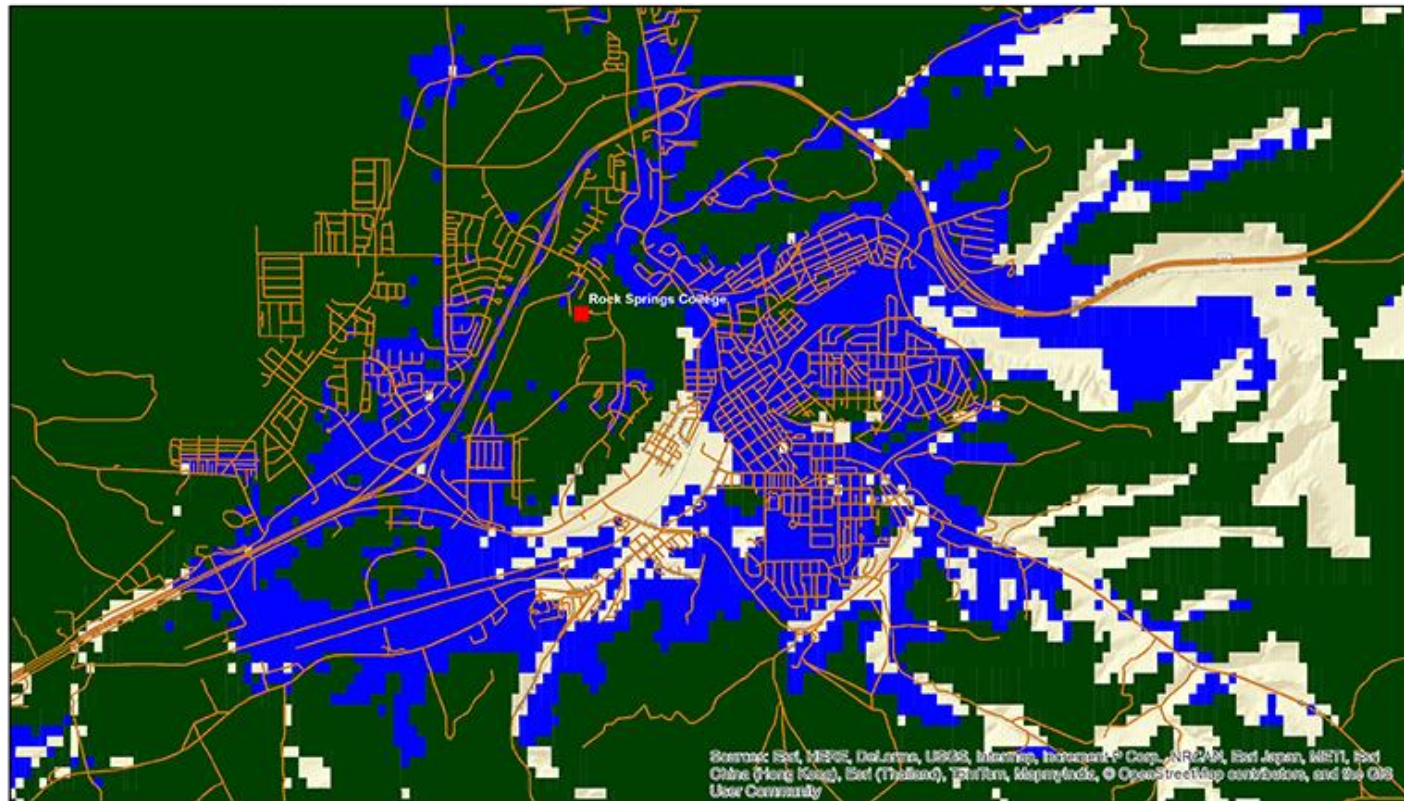 Rock Springs College
Sources: Esri, HERE, DeLorme, USGS, Intermap, increment P Corp., NRCAN, Esri Japan, METI, Esri
China (Hong Kong), Esri (Thailand), TomTom, MapmyIndia, © OpenStreetMap contributors, and the GIS
User Community